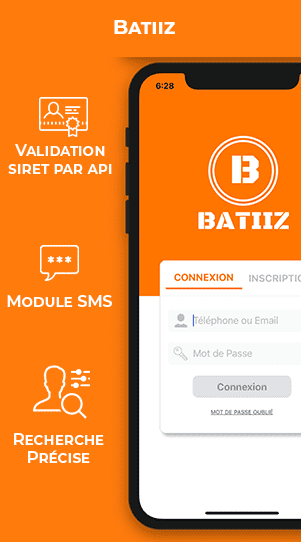 Batiiz
Validation
siret par api
***
Module SMS
Recherche
Précise
6:28
B
BATIIZ
CONNEXION INSCRIPTIO
Téléphone ou Email
Mot de Passe
Connexion
MOT DE PASSE OUBLIÉ